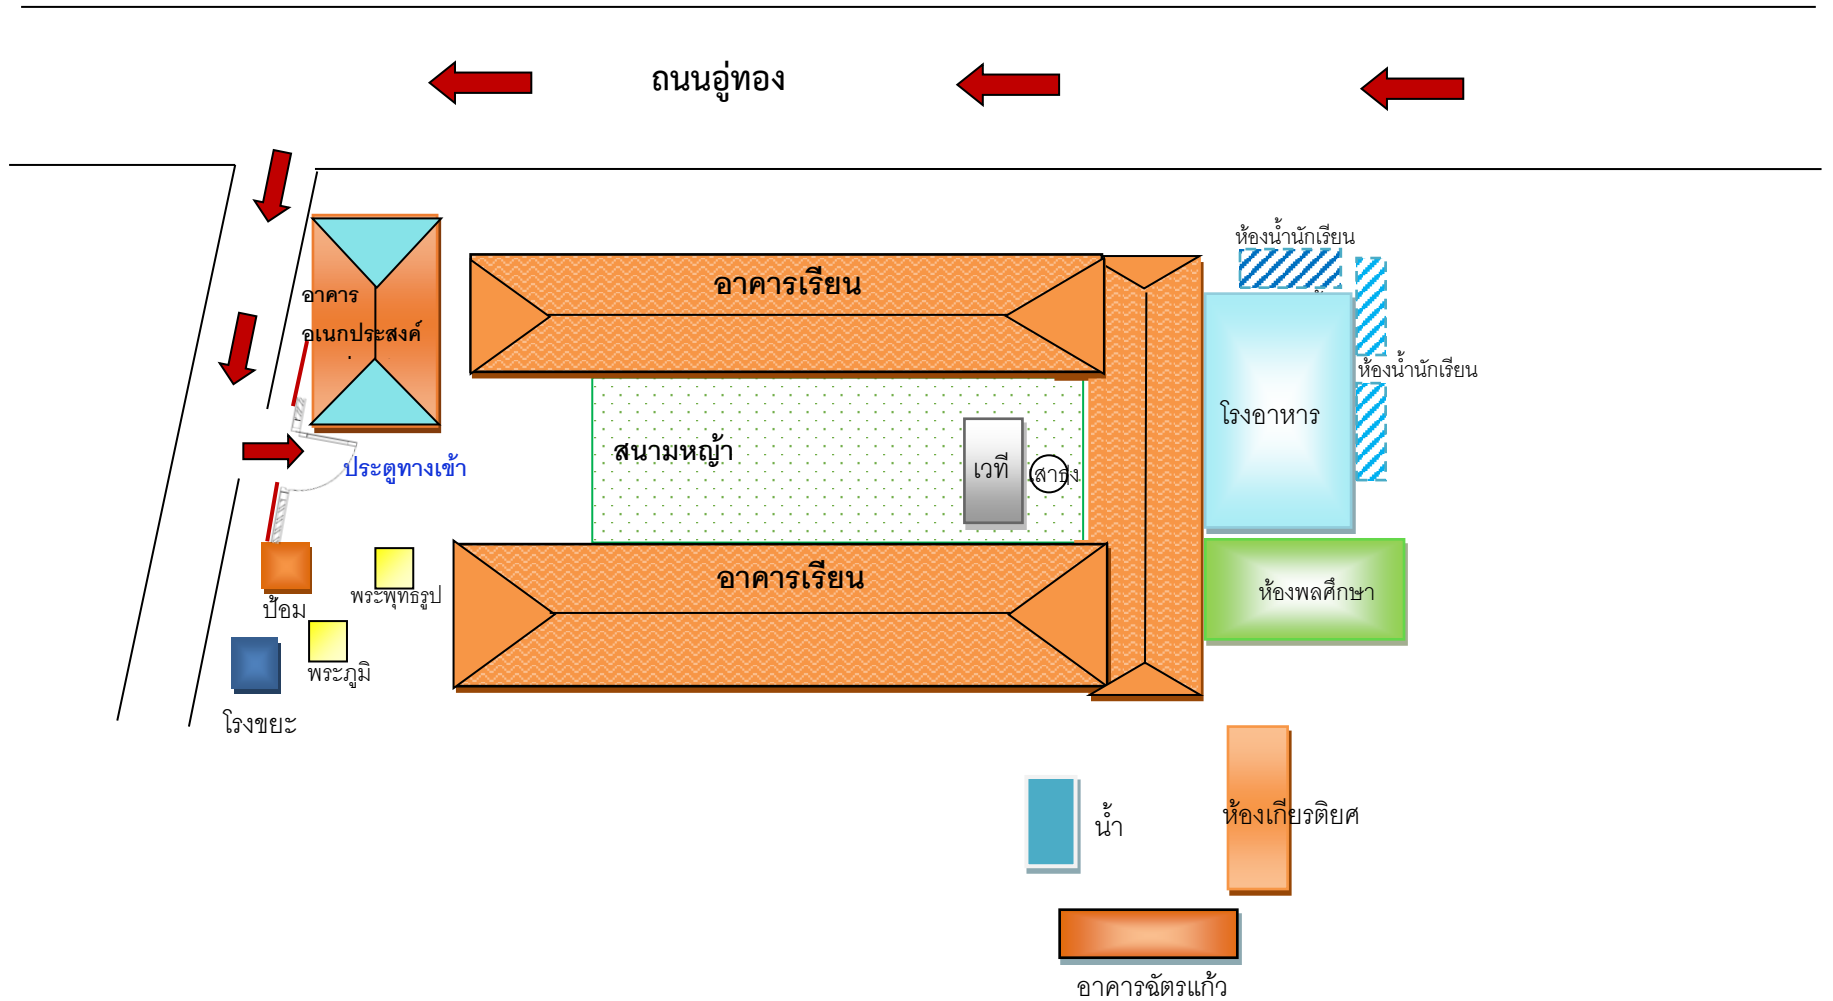 ถนนอู่ทอง
ห้องน้ำนักเรียน
อาคารเรียน
อาคาร
อเนกประสงค์
ห้องน้ำนักเรียน
โรงอาหาร
สนามหญ้า
ประตูทางเข้า
เวที
เสาธง
อาคารเรียน
ห้องพลศึกษา
พระพุทธรูป
ป้อม
พระภูมิ
โรงขยะ
น้ำ
ห้องเกียรติยศ
อาคารฉัตรแก้ว